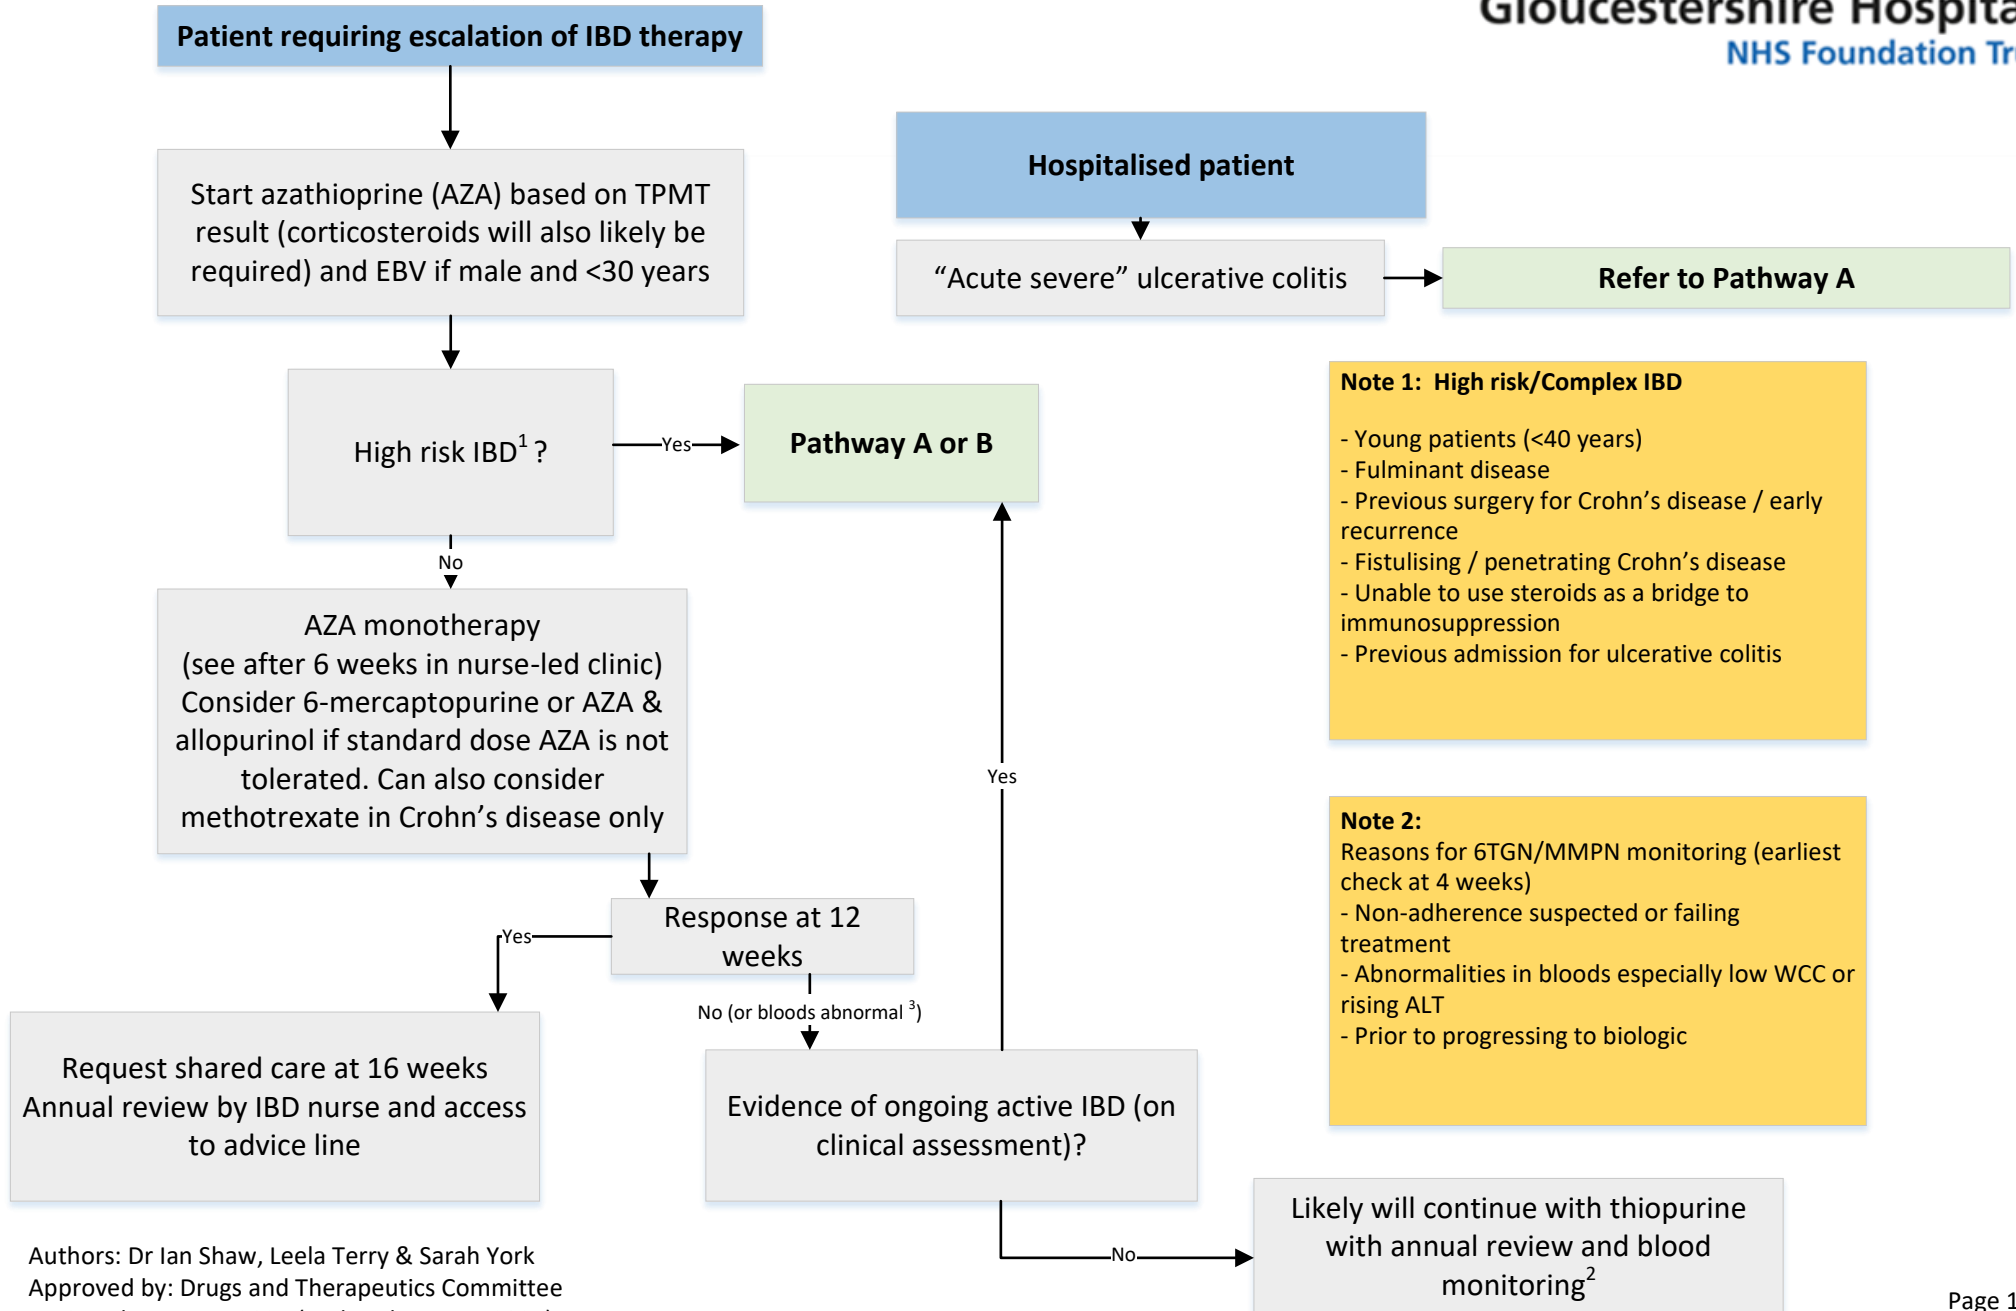 Gloucestershire Hospita
NHS Foundation Tr
Patient requiring escalation of IBD therapy
Start azathioprine (AZA) based on TPMT
result (corticosteroids will also likely be
required) and EBV if male and <30 years
Hospitalised patient
“Acute severe” ulcerative colitis
Refer to Pathway A
High risk IBD¹ ?
Yes
Pathway A or B
No
AZA monotherapy
(see after 6 weeks in nurse-led clinic)
Consider 6-mercaptopurine or AZA &
allopurinol if standard dose AZA is not
tolerated. Can also consider
methotrexate in Crohn’s disease only
Note 1: High risk/Complex IBD
- Young patients (<40 years)
- Fulminant disease
- Previous surgery for Crohn’s disease / early
recurrence
- Fistulising / penetrating Crohn’s disease
- Unable to use steroids as a bridge to
immunosuppression
- Previous admission for ulcerative colitis
Yes
Response at 12
weeks
Yes
No (or bloods abnormal ³)
Note 2:
Reasons for 6TGN/MMPN monitoring (earliest
check at 4 weeks)
- Non-adherence suspected or failing
treatment
- Abnormalities in bloods especially low WCC or
rising ALT
- Prior to progressing to biologic
Request shared care at 16 weeks
Annual review by IBD nurse and access
to advice line
Evidence of ongoing active IBD (on
clinical assessment)?
No
Likely will continue with thiopurine
with annual review and blood
monitoring²
Authors: Dr Ian Shaw, Leela Terry & Sarah York
Approved by: Drugs and Therapeutics Committee
Page 1